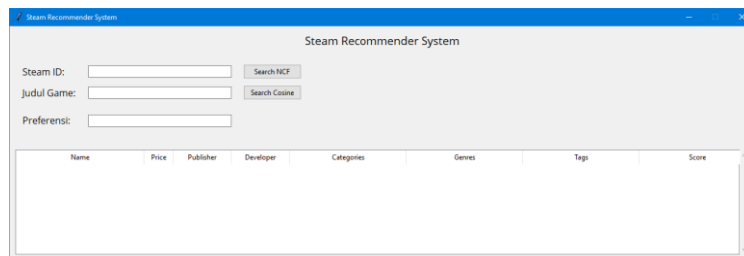 Steam Recommender System
Steam Recommender System
Steam ID: Search NCF
Judul Game: Search Cosine
Preferensi:
Name Price Publisher Developer Categories Genres Tags Score